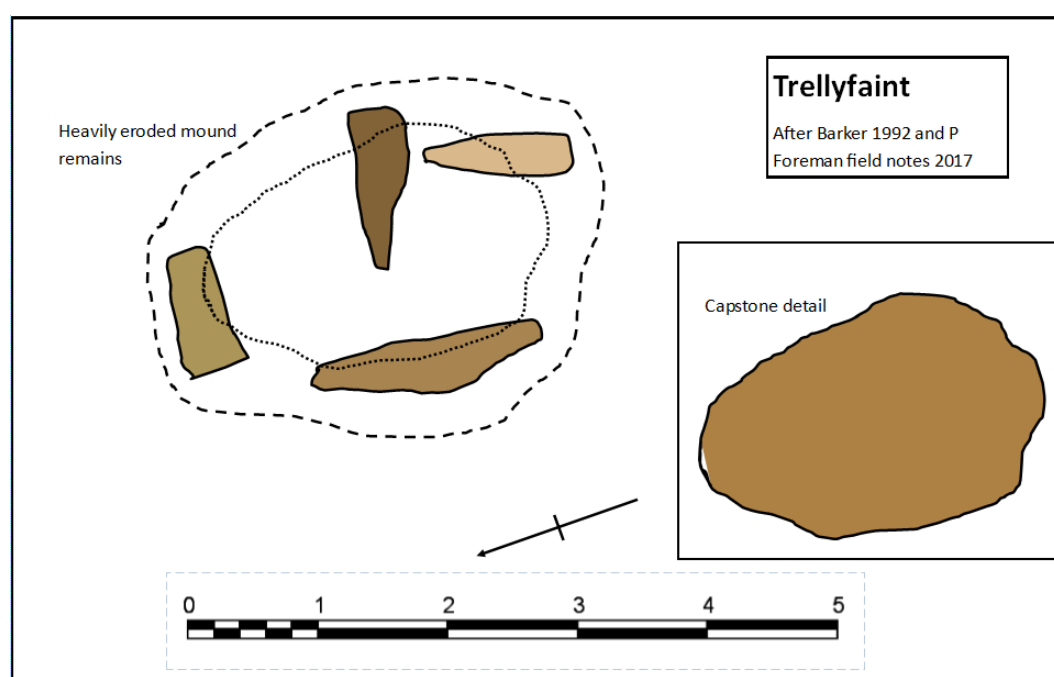 Heavily eroded mound
remains
Trellyfaint
After Barker 1992 and P
Foreman field notes 2017
Capstone detail
0 1 2 3 4 5